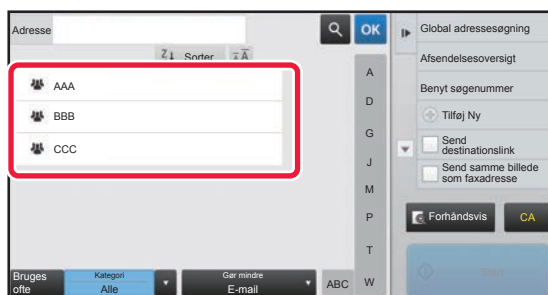 Adresse
OK
Sorter
AAA
BBB
CCC
A
D
G
J
M
P
T
W
ABC
Bruges
ofte
Kategori
Alle
Gør mindre
E-mail
Global adressesøgning
Afsendelsesoversigt
Benyt søgenummer
Tilføj Ny
Send
destinationslink
Send samme billede
som faxadresse
Forhåndsvis
CA
Start